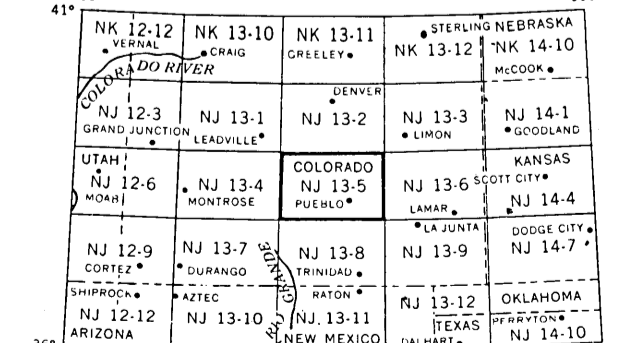 41°
NK 12-12
VERNAL
NK 13-10
CRAIG
NK 13-11
GREELEY
STERLING
NK 13-12
NEBRASKA
NK 14-10
McCOOK
COLORADO RIVER
NJ 12-3
GRAND JUNCTION
NJ 13-1
LEADVILLE
DENVER
NJ 13-2
NJ 13-3
LIMON
NJ 14-1
GOODLAND
UTAH
NJ 12-6
MOAB
NJ 13-4
MONTROSE
COLORADO
NJ 13-5
PUEBLO
NJ 13-6
LAMAR
KANSAS
SCOTT CITY
NJ 14-4
NJ 12-9
CORTEZ
NJ 13-7
DURANGO
RIO GRANDE
NJ 13-8
TRINIDAD
LA JUNTA
NJ 13-9
DODGE CITY
NJ 14-7
SHIPROCK
NJ 12-12
ARIZONA
AZTEC
NJ 13-10
RATON
NJ. 13-11
NEW MEXICO
NJ 13-12
TEXAS
DALHART
OKLAHOMA
PERRYTON
NJ 14-10